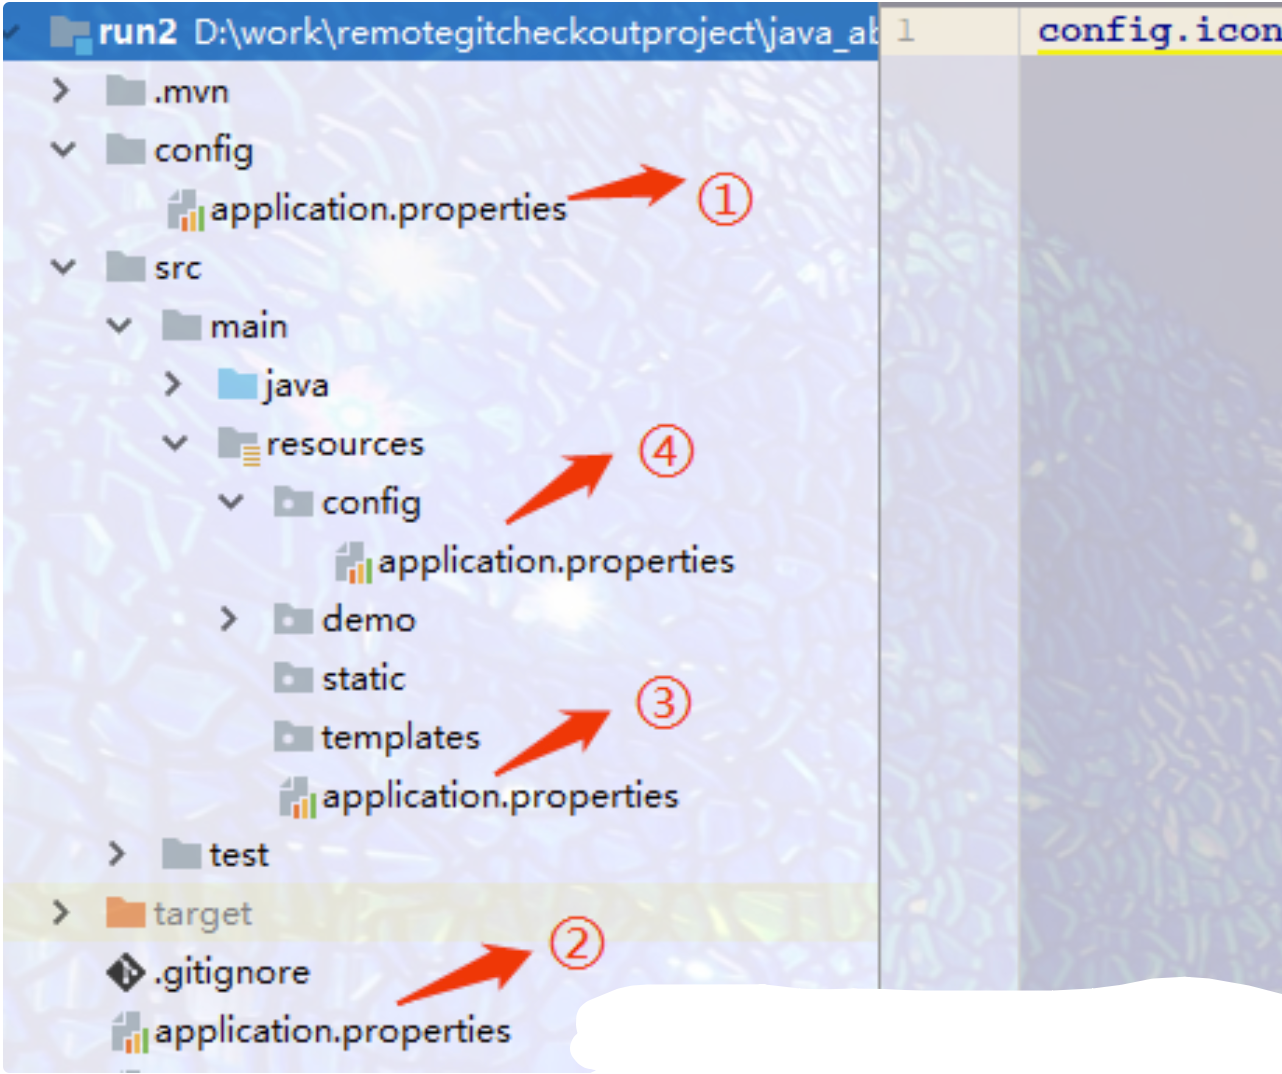 run2 D:\work\remotegitcheckoutproject\java_ab
1 config.icon
.mvn
config
application.properties ①
src
main
java
resources
④
config
application.properties
demo
static
③
templates
application.properties
test
target
②
.gitignore
application.properties